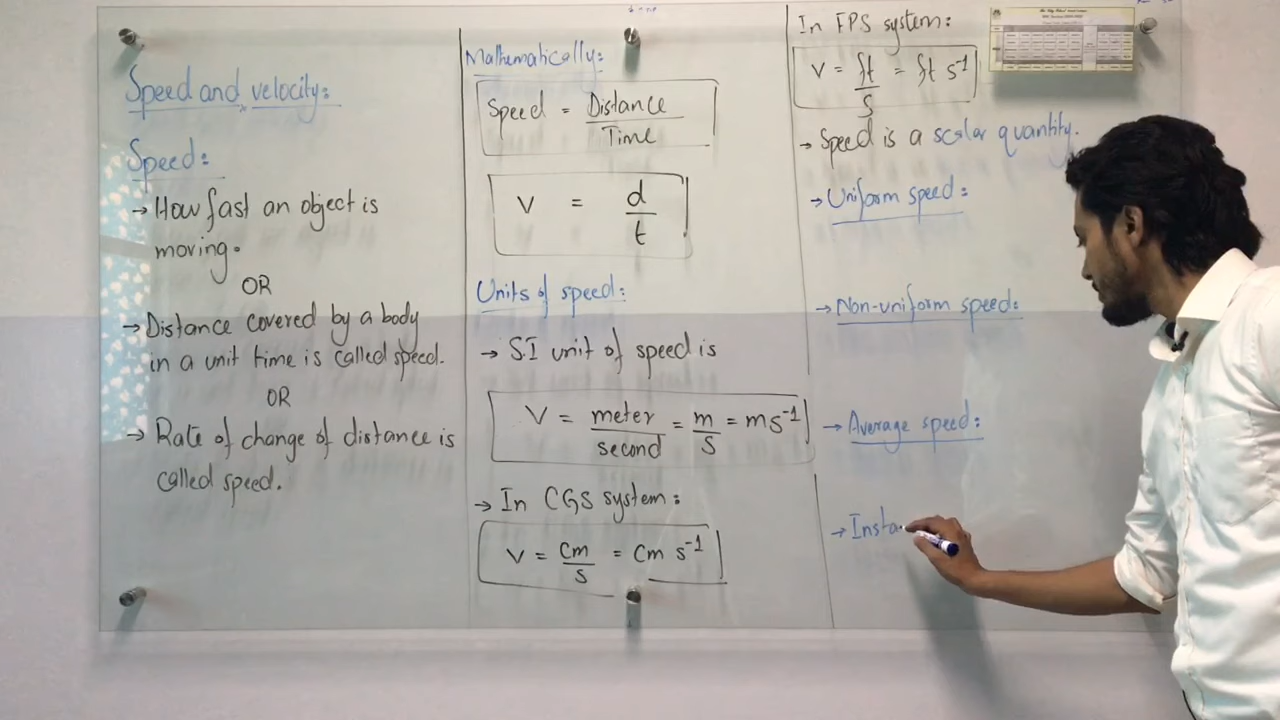 Speed and velocity:
Speed:
→ How fast an object is
moving.
OR
→ Distance covered by a body
in a unit time is called speed.
OR
→ Rate of change of distance is
called speed.
Mathematically:
Speed = Distance / Time
V = d / t
Units of speed:
→ S.I unit of speed is
V = meter / second = m / s = ms⁻¹
→ In CGS system:
V = Cm / s = Cm s⁻¹
In FPS system:
V = ft / s = ft s⁻¹
→ Speed is a scalar quantity.
→ Uniform speed:
→ Non-uniform speed:
→ Average speed:
→ Insta